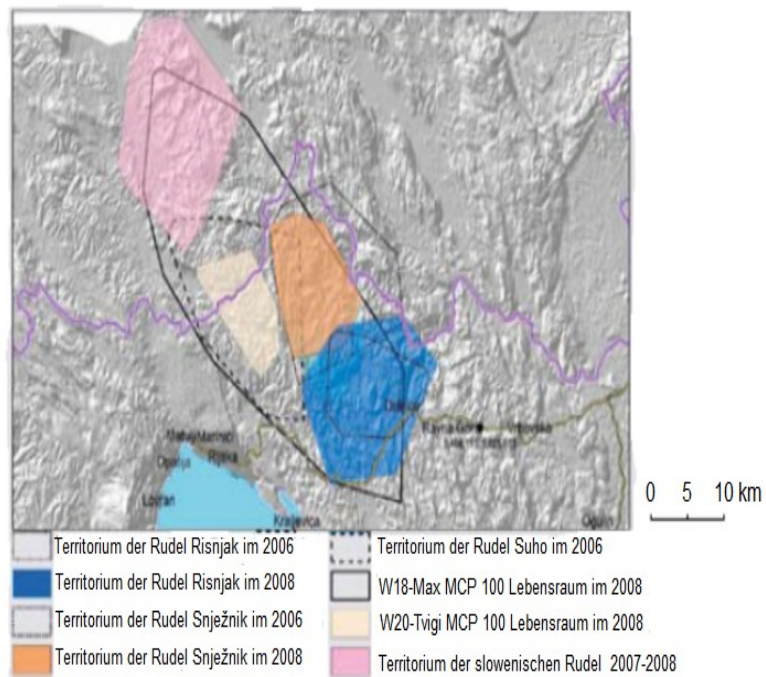 Rijeka
Opatija
Lovran
Kraljevica
Ogulin
0 5 10 km
Territorium der Rudel Risnjak im 2006
Territorium der Rudel Risnjak im 2008
Territorium der Rudel Snježnik im 2006
Territorium der Rudel Snježnik im 2008
Territorium der Rudel Suho im 2006
W18-Max MCP 100 Lebensraum im 2008
W20-Tvigi MCP 100 Lebensraum im 2008
Territorium der slowenischen Rudel 2007-2008